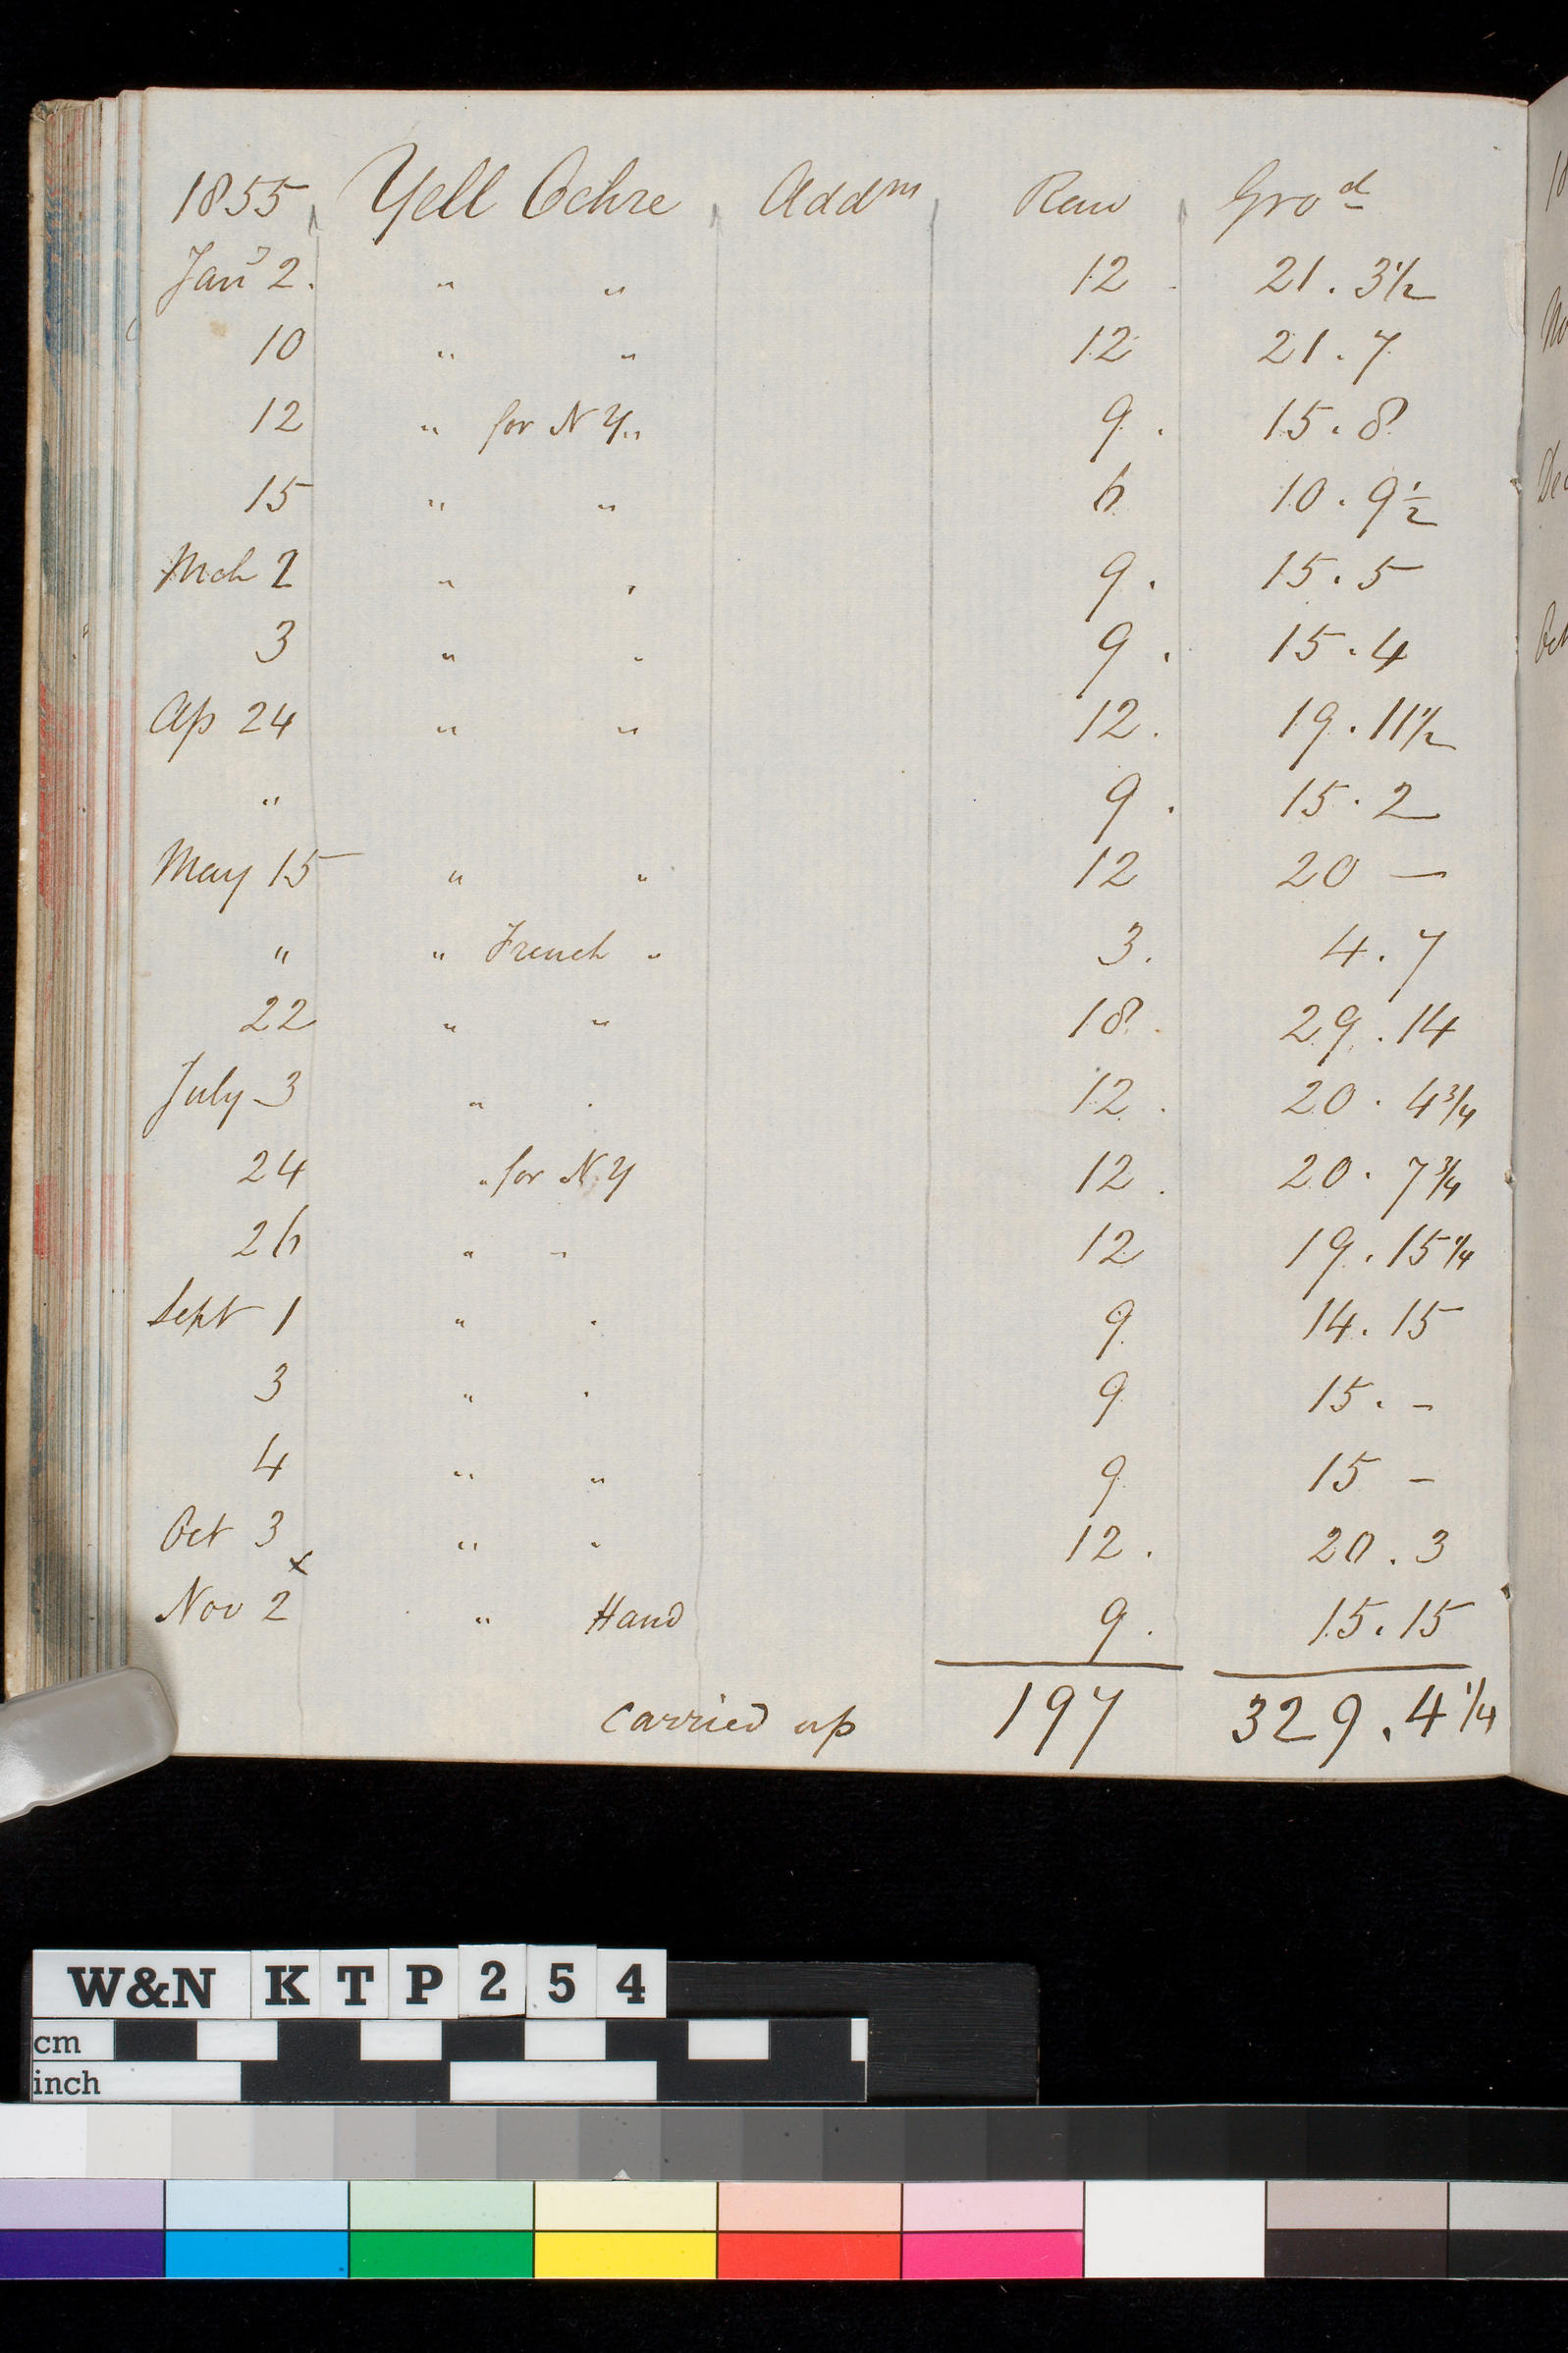 1855 Yell Ochre Addm Raw Grod
Jany 2. " " 12 21.3½
10 " " 12 21.7
12 " for N Y " 9. 15.8
15 " " 6 10.9½
Mch 2 " " 9. 15.5
3 " " 9. 15.4
Ap 24 " " 12. 19.11½
" 9. 15.2
May 15 " " 12 20 —
" " French " 3. 4.7
22 " " 18. 29.14
July 3 " " 12. 20.4¾
24 " for N.Y 12. 20.7¾
26 " " 12 19.15¼
Sept 1 " " 9 14.15
3 " " 9 15. -
4 " " 9 15 -
Oct 3 " " 12. 20.3
x
Nov 2 " Hand 9. 15.15
carried up 197 329.4¼
W&N KTP254
cm
inch